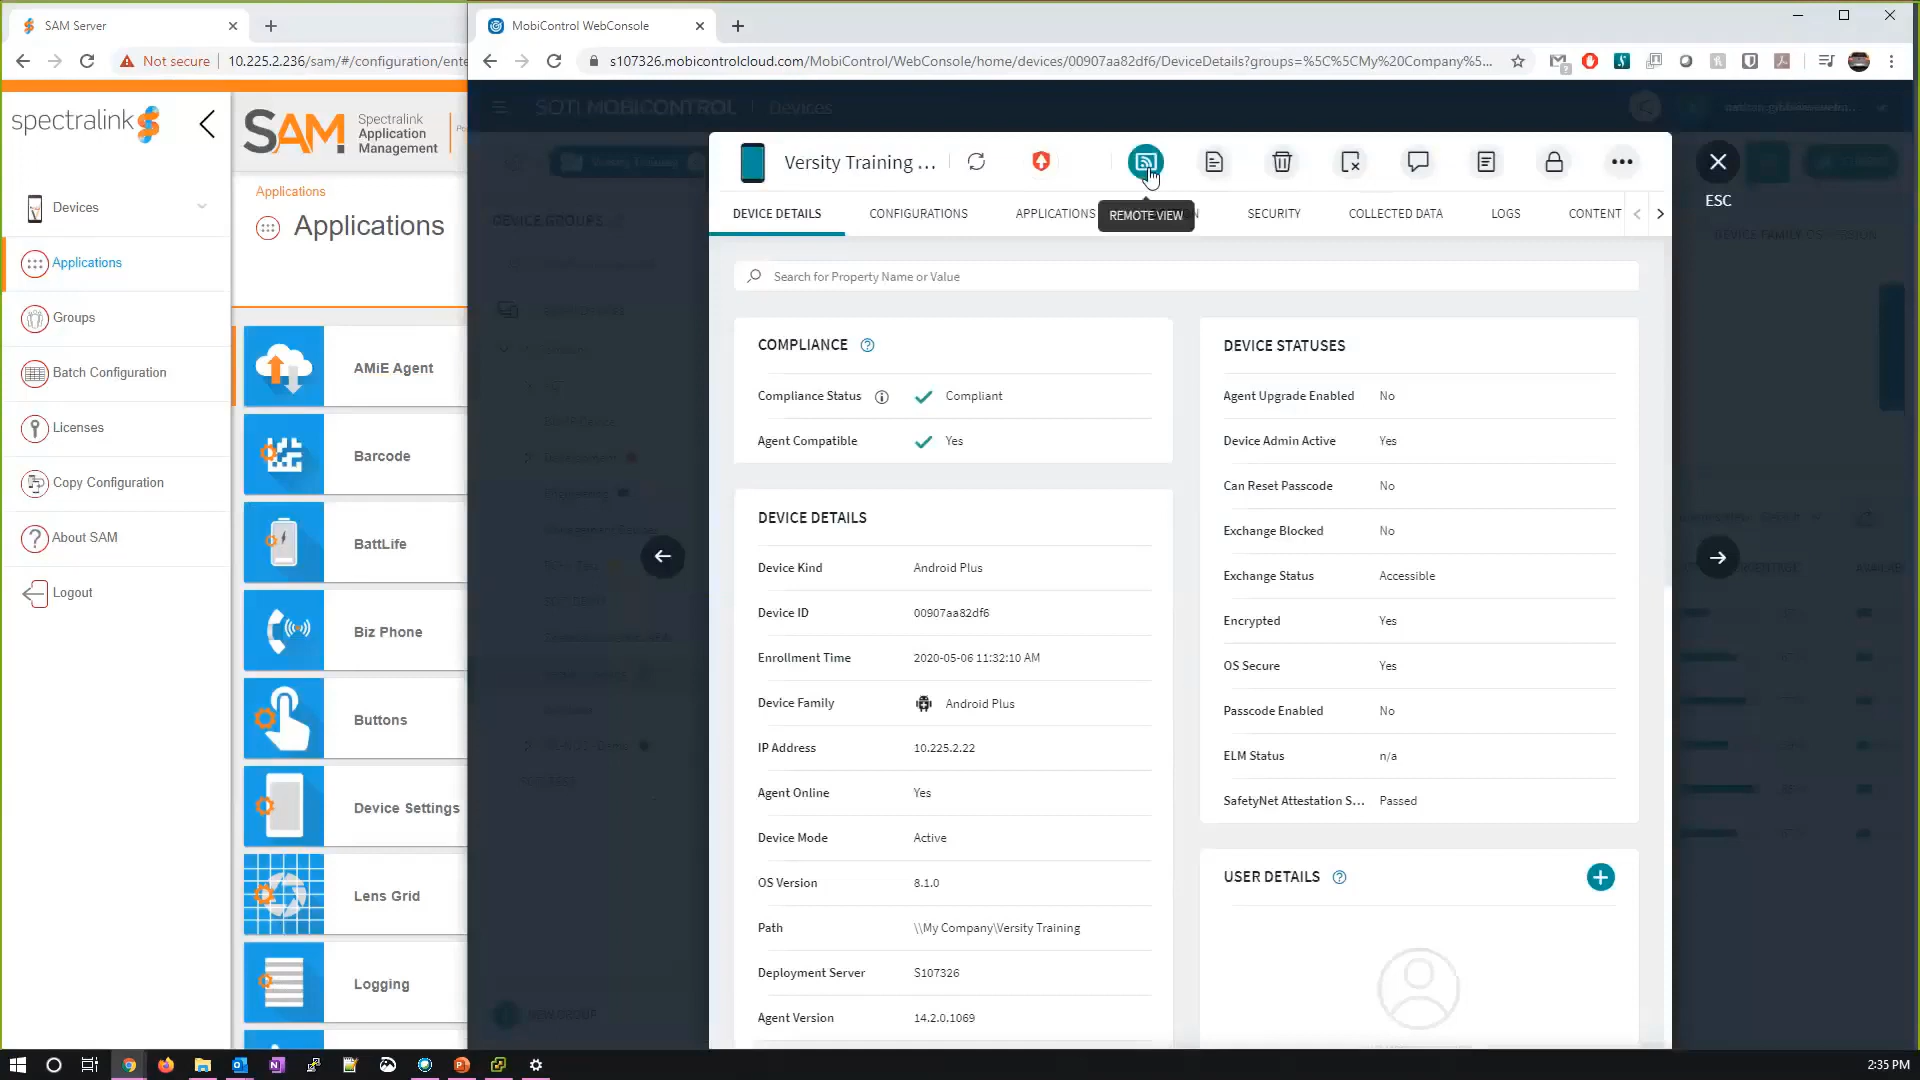 SAM Server
MobiControl WebConsole
Not secure
10.225.2.236/sam/#/configuration/ente
s107326.mobicontrolcloud.com/MobiControl/WebConsole/home/devices/00907aa82df6/DeviceDetails?groups=%5C%5CMy%20Company%5...
spectralink
SAM
Spectralink
Application
Management
Devices
Applications
Groups
Batch Configuration
Licenses
Copy Configuration
About SAM
Logout
Applications
Applications
AMiE Agent
Barcode
BattLife
Biz Phone
Buttons
Device Settings
Lens Grid
Logging
SOTI MOBICONTROL
Devices
DEVICE GROUPS
NEW GROUP
Versity Training ...
REMOTE VIEW
ESC
DEVICE DETAILS
CONFIGURATIONS
APPLICATIONS
SECURITY
COLLECTED DATA
LOGS
CONTENT
Search for Property Name or Value
COMPLIANCE
Compliance Status
Compliant
Agent Compatible
Yes
DEVICE DETAILS
Device Kind
Android Plus
Device ID
00907aa82df6
Enrollment Time
2020-05-06 11:32:10 AM
Device Family
Android Plus
IP Address
10.225.2.22
Agent Online
Yes
Device Mode
Active
OS Version
8.1.0
Path
\\My Company\Versity Training
Deployment Server
S107326
Agent Version
14.2.0.1069
DEVICE STATUSES
Agent Upgrade Enabled
No
Device Admin Active
Yes
Can Reset Passcode
No
Exchange Blocked
No
Exchange Status
Accessible
Encrypted
Yes
OS Secure
Yes
Passcode Enabled
No
ELM Status
n/a
SafetyNet Attestation S...
Passed
USER DETAILS
2:35 PM